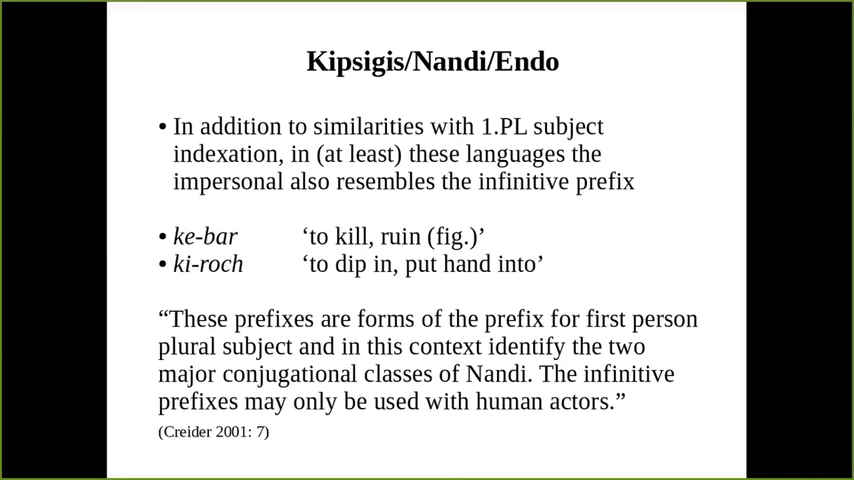 Kipsigis/Nandi/Endo
• In addition to similarities with 1.PL subject
indexation, in (at least) these languages the
impersonal also resembles the infinitive prefix
• ke-bar ‘to kill, ruin (fig.)’
• ki-roch ‘to dip in, put hand into’
“These prefixes are forms of the prefix for first person
plural subject and in this context identify the two
major conjugational classes of Nandi. The infinitive
prefixes may only be used with human actors.”
(Creider 2001: 7)